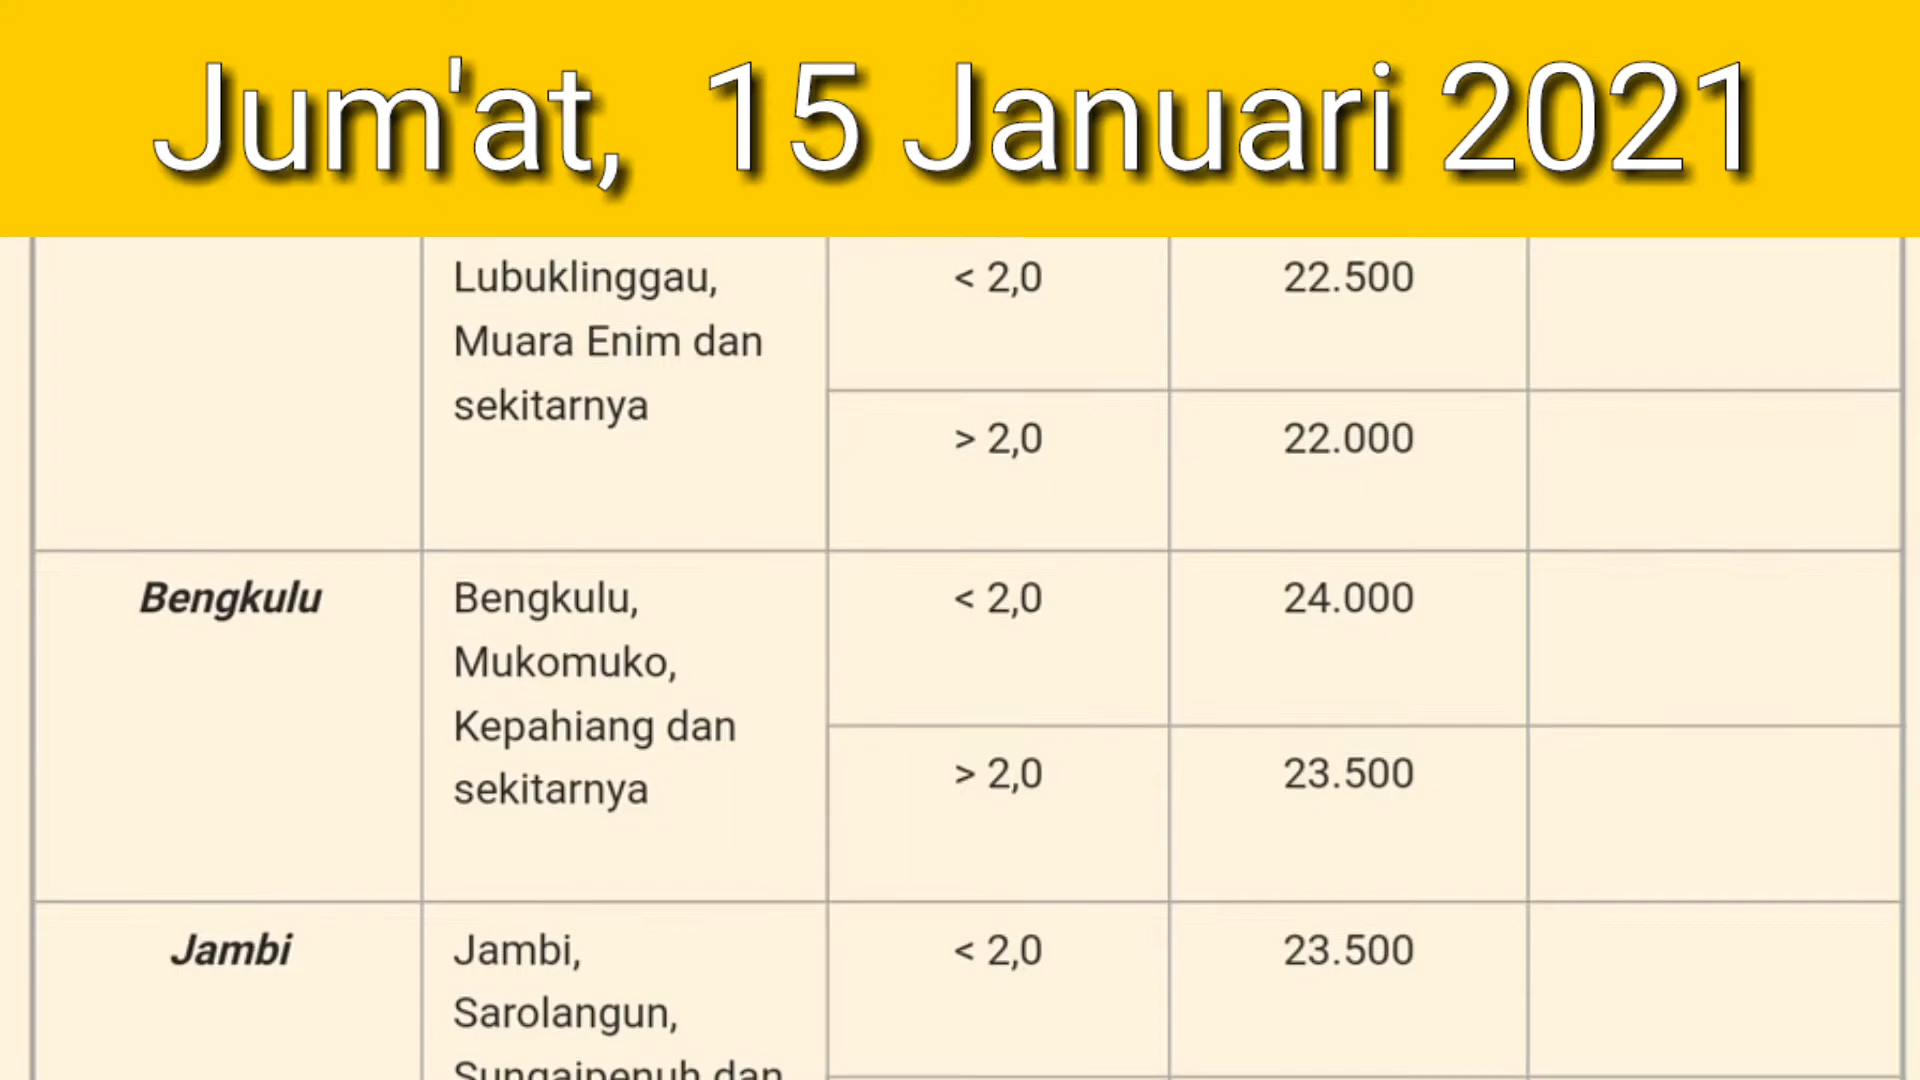 Jum'at, 15 Januari 2021
Lubuklinggau, < 2,0 22.500
Muara Enim dan
sekitarnya
> 2,0 22.000
Bengkulu Bengkulu, < 2,0 24.000
Mukomuko,
Kepahiang dan
sekitarnya
> 2,0 23.500
Jambi Jambi, < 2,0 23.500
Sarolangun,
Sungaipenuh dan